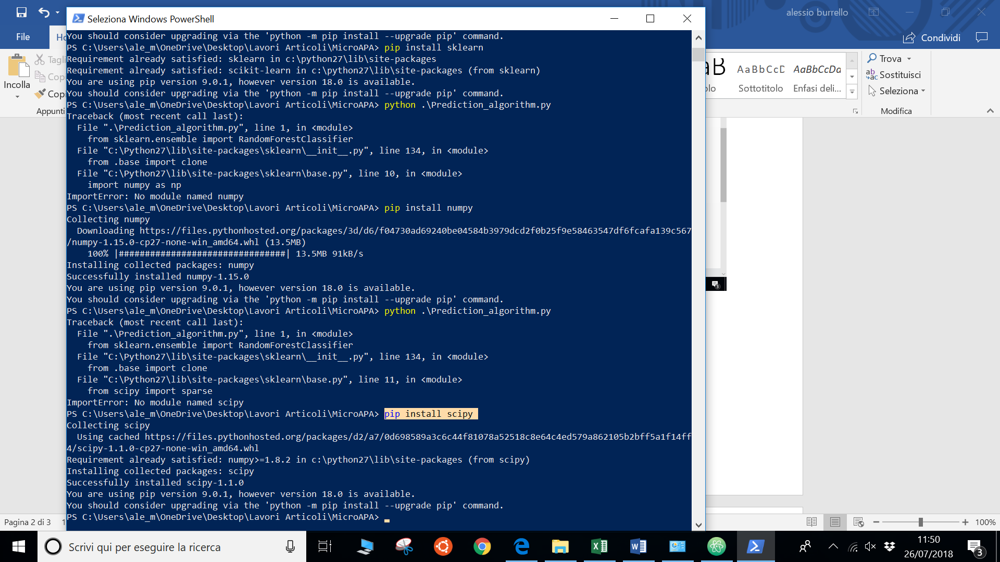 alessio burrello
Seleziona Windows PowerShell
File
Condividi
You should consider upgrading via the 'python -m pip install --upgrade pip' command.
PS C:\Users\ale_m\OneDrive\Desktop\Lavori Articoli\MicroAPA> pip install sklearn
Requirement already satisfied: sklearn in c:\python27\lib\site-packages
Requirement already satisfied: scikit-learn in c:\python27\lib\site-packages (from sklearn)
You are using pip version 9.0.1, however version 18.0 is available.
You should consider upgrading via the 'python -m pip install --upgrade pip' command.
PS C:\Users\ale_m\OneDrive\Desktop\Lavori Articoli\MicroAPA> python .\Prediction_algorithm.py
Traceback (most recent call last):
File ".\Prediction_algorithm.py", line 1, in <module>
from sklearn.ensemble import RandomForestClassifier
File "C:\Python27\lib\site-packages\sklearn\__init__.py", line 134, in <module>
from .base import clone
File "C:\Python27\lib\site-packages\sklearn\base.py", line 10, in <module>
import numpy as np
ImportError: No module named numpy
PS C:\Users\ale_m\OneDrive\Desktop\Lavori Articoli\MicroAPA> pip install numpy
Collecting numpy
Downloading https://files.pythonhosted.org/packages/3d/d6/f04730ad69240be04584b3979dcd2f0b25f9e58463547df6fcafa139c567
/numpy-1.15.0-cp27-none-win_amd64.whl (13.5MB)
100% |################################| 13.5MB 91kB/s
Installing collected packages: numpy
Successfully installed numpy-1.15.0
You are using pip version 9.0.1, however version 18.0 is available.
You should consider upgrading via the 'python -m pip install --upgrade pip' command.
PS C:\Users\ale_m\OneDrive\Desktop\Lavori Articoli\MicroAPA> python .\Prediction_algorithm.py
Traceback (most recent call last):
File ".\Prediction_algorithm.py", line 1, in <module>
from sklearn.ensemble import RandomForestClassifier
File "C:\Python27\lib\site-packages\sklearn\__init__.py", line 134, in <module>
from .base import clone
File "C:\Python27\lib\site-packages\sklearn\base.py", line 11, in <module>
from scipy import sparse
ImportError: No module named scipy
PS C:\Users\ale_m\OneDrive\Desktop\Lavori Articoli\MicroAPA> pip install scipy
Collecting scipy
Using cached https://files.pythonhosted.org/packages/d2/a7/0d698589a3c6c44f81078a52518c8e64c4ed579a862105b2bff5a1f14ff
4/scipy-1.1.0-cp27-none-win_amd64.whl
Requirement already satisfied: numpy>=1.8.2 in c:\python27\lib\site-packages (from scipy)
Installing collected packages: scipy
Successfully installed scipy-1.1.0
You are using pip version 9.0.1, however version 18.0 is available.
You should consider upgrading via the 'python -m pip install --upgrade pip' command.
PS C:\Users\ale_m\OneDrive\Desktop\Lavori Articoli\MicroAPA>
Incolla
Appunti
AaBbCcD AaBbCcDd
Sottotitolo Enfasi deli...
Trova
Sostituisci
Seleziona
Modifica
3
Pagina 2 di 3
100%
Scrivi qui per eseguire la ricerca
11:50
26/07/2018
3